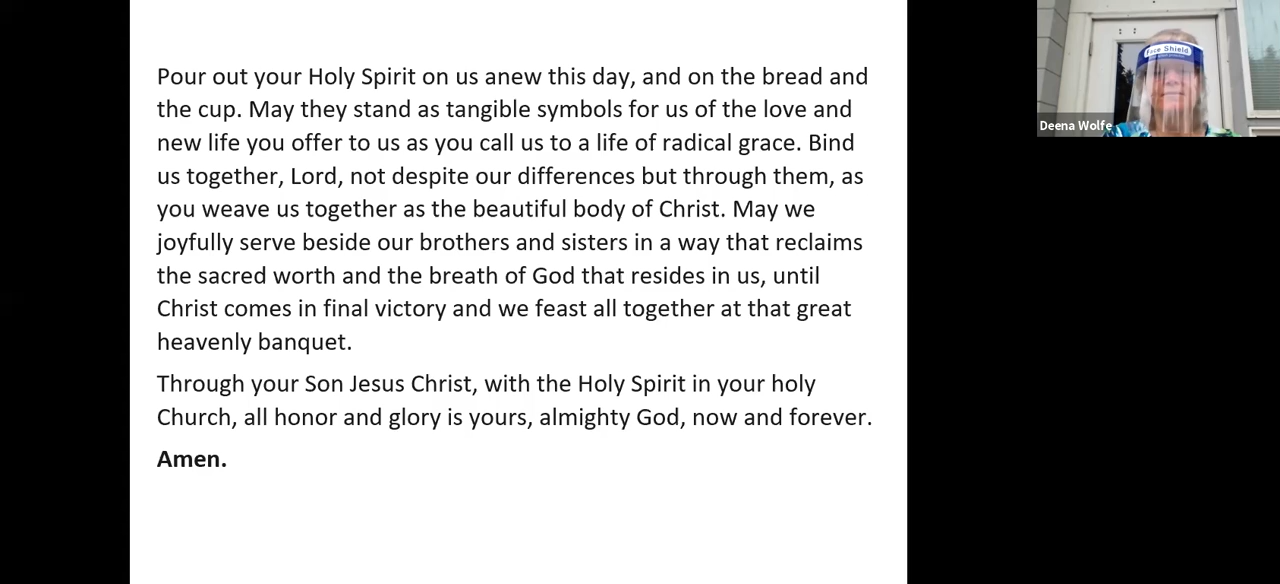 Pour out your Holy Spirit on us anew this day, and on the bread and
the cup. May they stand as tangible symbols for us of the love and
new life you offer to us as you call us to a life of radical grace. Bind
us together, Lord, not despite our differences but through them, as
you weave us together as the beautiful body of Christ. May we
joyfully serve beside our brothers and sisters in a way that reclaims
the sacred worth and the breath of God that resides in us, until
Christ comes in final victory and we feast all together at that great
heavenly banquet.
Through your Son Jesus Christ, with the Holy Spirit in your holy
Church, all honor and glory is yours, almighty God, now and forever.
Amen.
Face Shield
Deena Wolfe